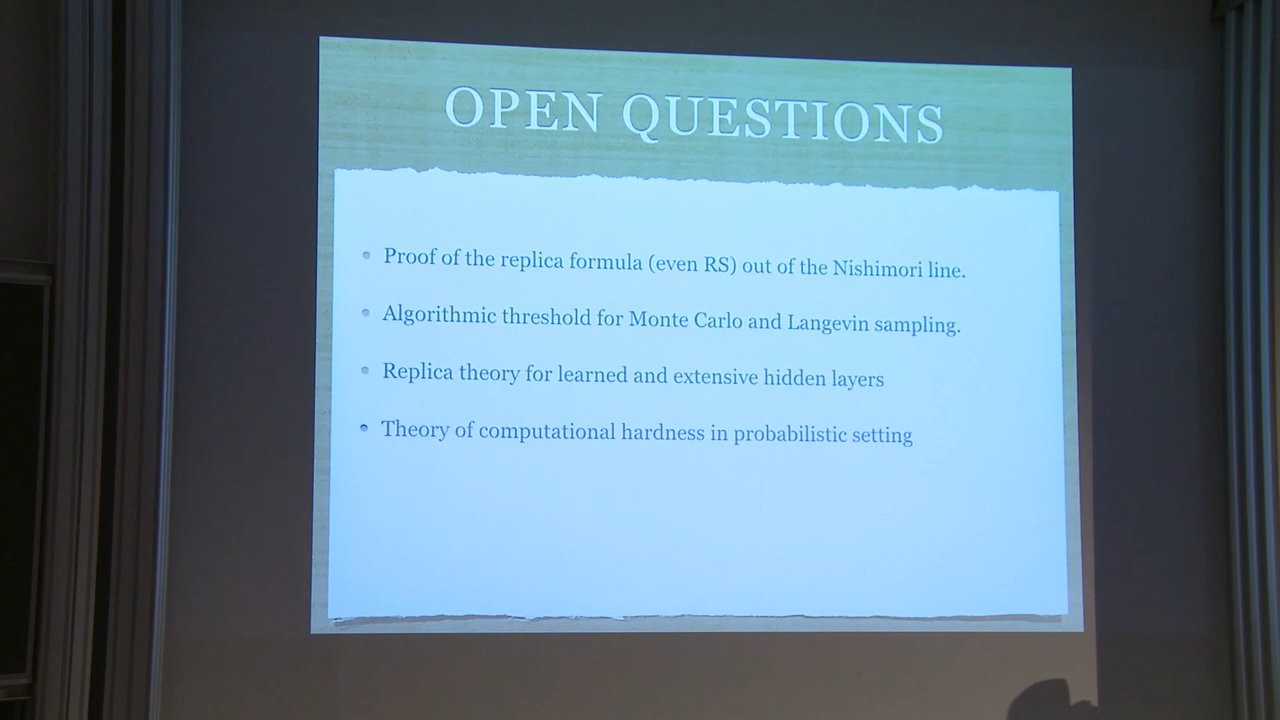 OPEN QUESTIONS
• Proof of the replica formula (even RS) out of the Nishimori line.
• Algorithmic threshold for Monte Carlo and Langevin sampling.
• Replica theory for learned and extensive hidden layers
• Theory of computational hardness in probabilistic setting